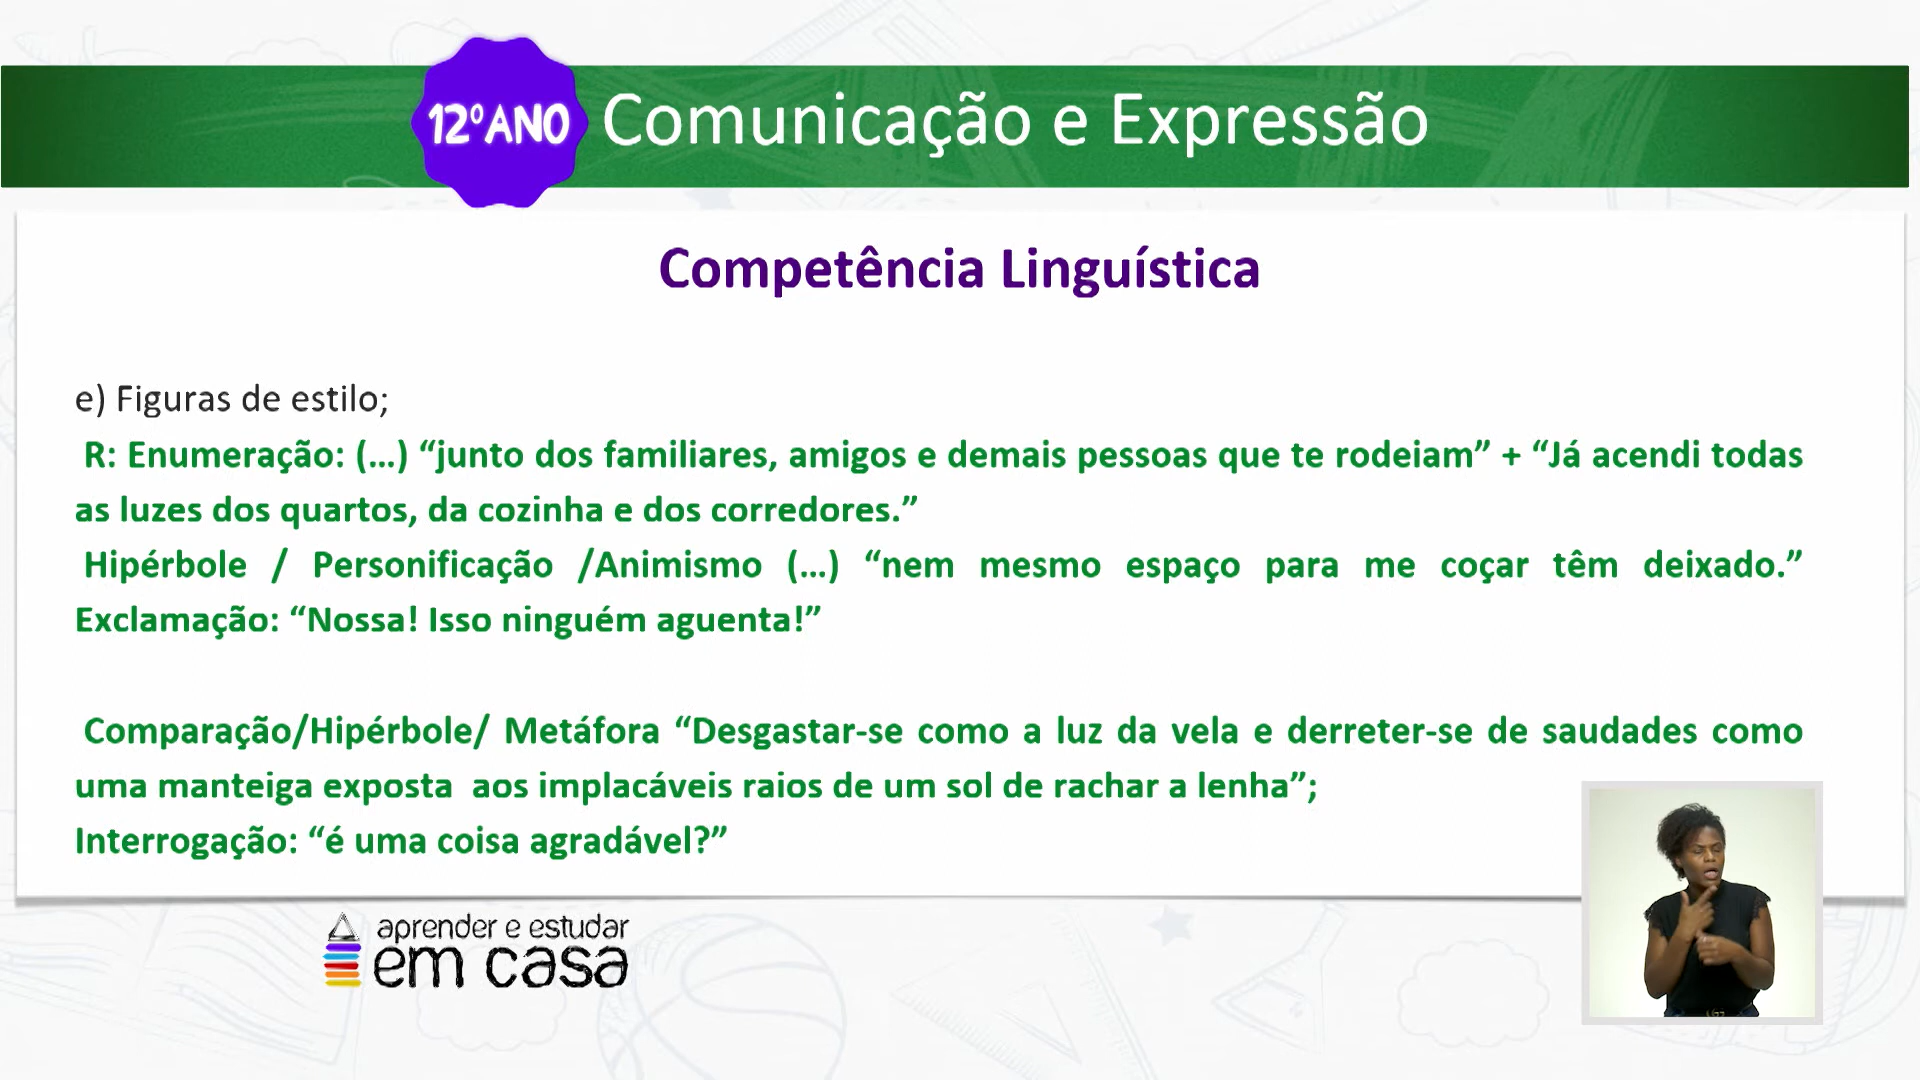 12ºANO Comunicação e Expressão
Competência Linguística
e) Figuras de estilo;
R: Enumeração: (...) “junto dos familiares, amigos e demais pessoas que te rodeiam” + “Já acendi todas
as luzes dos quartos, da cozinha e dos corredores.”
Hipérbole / Personificação /Animismo (...) “nem mesmo espaço para me coçar têm deixado.”
Exclamação: “Nossa! Isso ninguém aguenta!”
Comparação/Hipérbole/ Metáfora “Desgastar-se como a luz da vela e derreter-se de saudades como
uma manteiga exposta aos implacáveis raios de um sol de rachar a lenha”;
Interrogação: “é uma coisa agradável?”
aprender e estudar
em casa